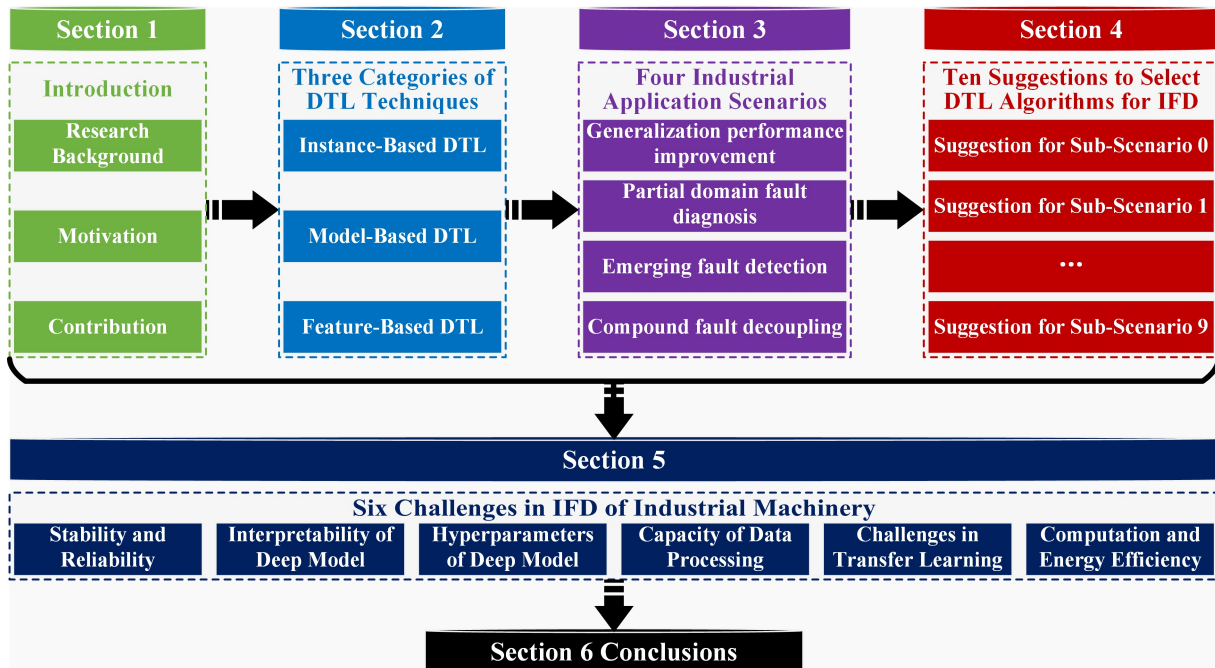 Section 1
Introduction
Research
Background
Motivation
Contribution
Section 2
Three Categories of
DTL Techniques
Instance-Based DTL
Model-Based DTL
Feature-Based DTL
Section 3
Four Industrial
Application Scenarios
Generalization performance
improvement
Partial domain fault
diagnosis
Emerging fault detection
Compound fault decoupling
Section 4
Ten Suggestions to Select
DTL Algorithms for IFD
Suggestion for Sub-Scenario 0
Suggestion for Sub-Scenario 1
...
Suggestion for Sub-Scenario 9
Section 5
Six Challenges in IFD of Industrial Machinery
Stability and
Reliability
Interpretability of
Deep Model
Hyperparameters
of Deep Model
Capacity of Data
Processing
Challenges in
Transfer Learning
Computation and
Energy Efficiency
Section 6 Conclusions